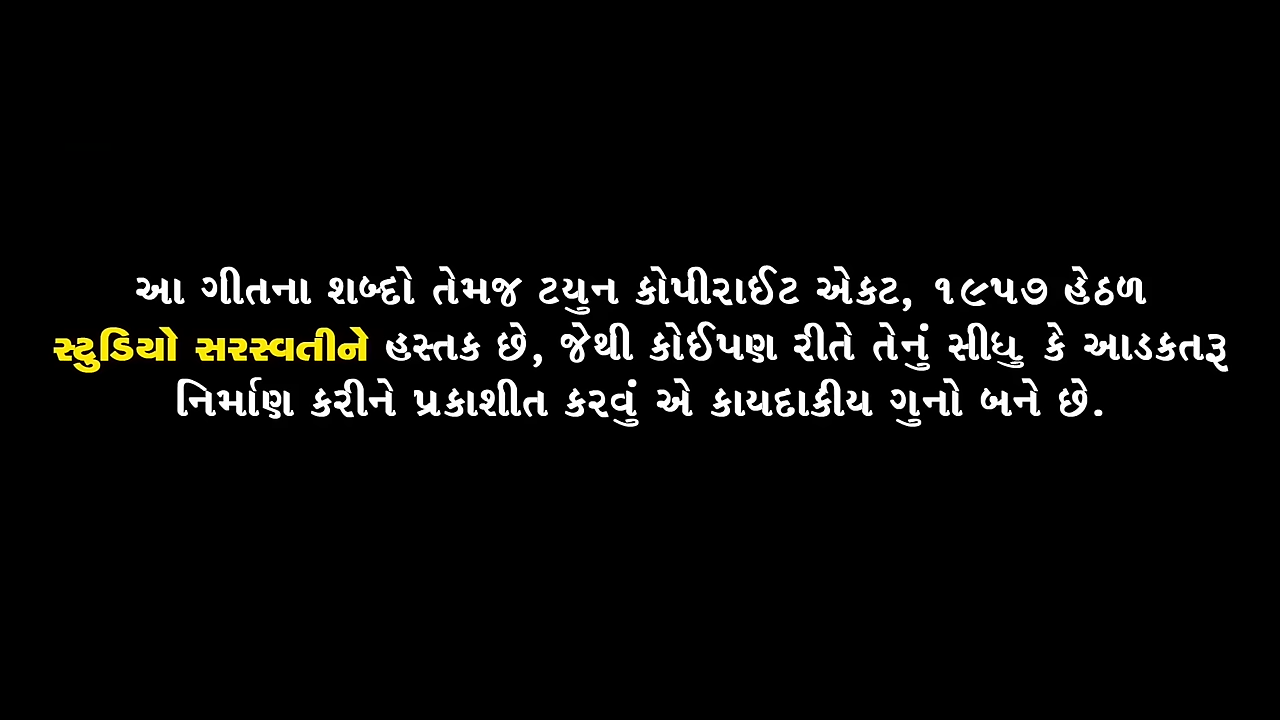 આ ગીતના શબ્દો તેમજ ટયુન કોપીરાઈટ એકટ, ૧૯૫૭ હેઠળ
સ્ટુડિયો સરસ્વતીને હસ્તક છે, જેથી કોઈપણ રીતે તેનું સીધુ કે આડકતરૂ
નિર્માણ કરીને પ્રકાશીત કરવું એ કાયદાકીય ગુનો બને છે.